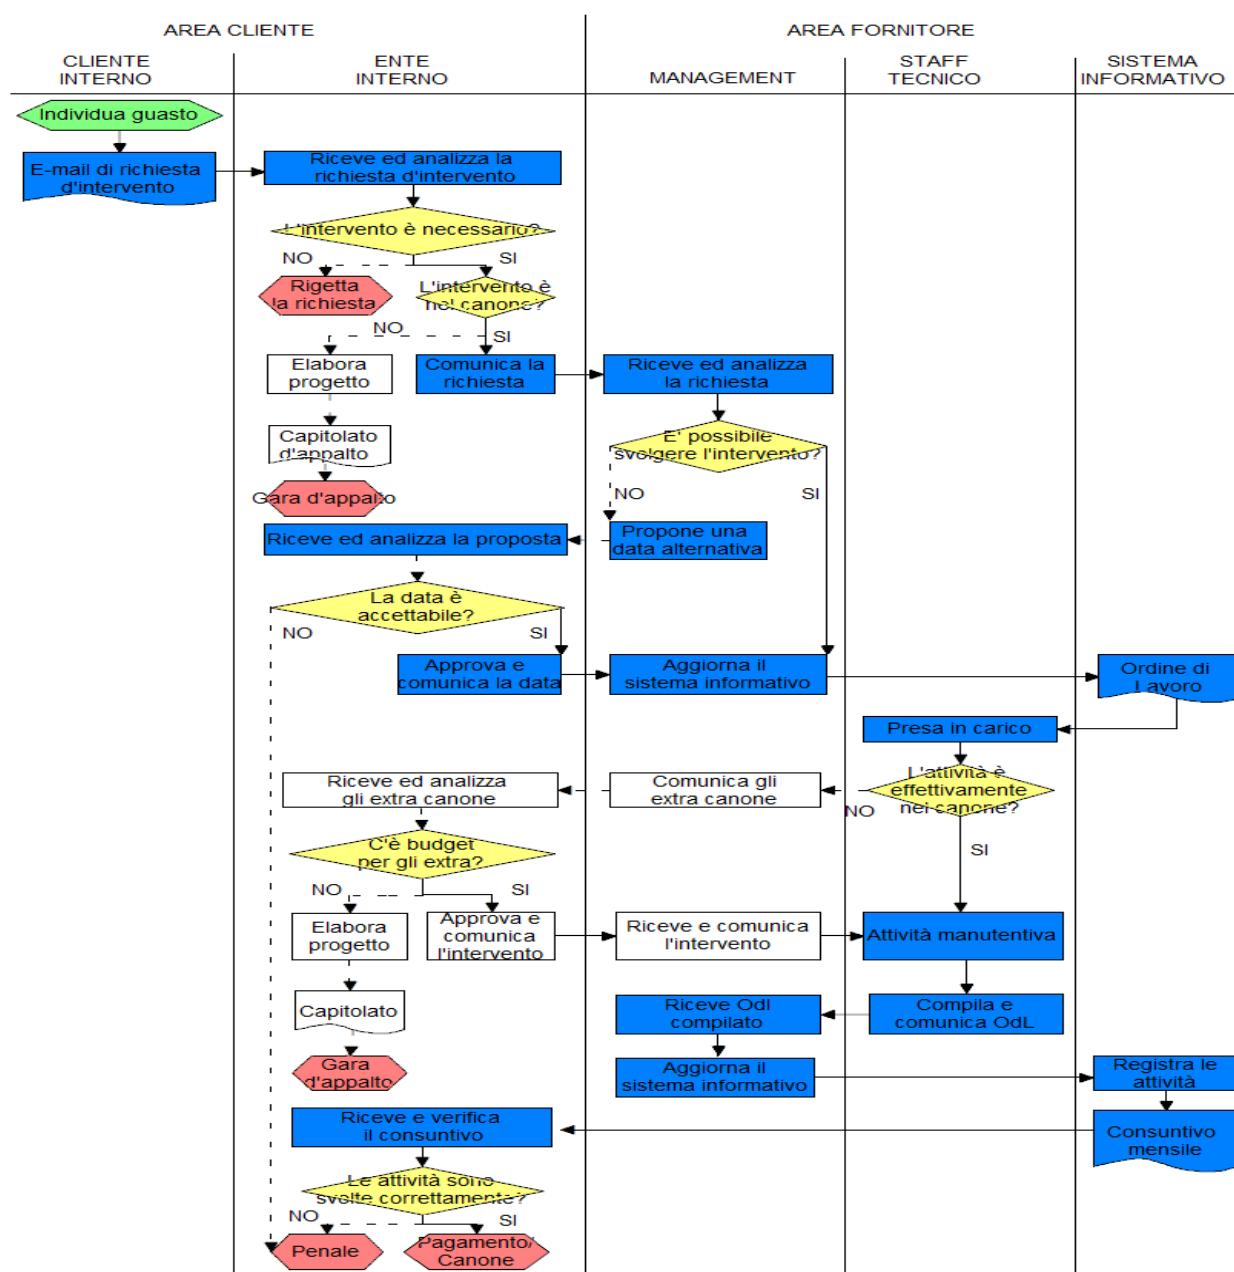 AREA CLIENTE
AREA FORNITORE
CLIENTE
INTERNO
ENTE
INTERNO
MANAGEMENT
STAFF
TECNICO
SISTEMA
INFORMATIVO
Individua guasto
E-mail di richiesta
d'intervento
Riceve ed analizza la
richiesta d'intervento
L'intervento è necessario?
NO
SI
Rigetta
la richiesta
L'intervento è
nel canone?
NO
SI
Elabora
progetto
Comunica la
richiesta
Riceve ed analizza
la richiesta
Capitolato
d'appalto
E' possibile
svolgere l'intervento?
Gara d'appalto
NO
SI
Riceve ed analizza la proposta
Propone una
data alternativa
La data è
accettabile?
NO
SI
Approva e
comunica la data
Aggiorna il
sistema informativo
Ordine di
Lavoro
Presa in carico
Riceve ed analizza
gli extra canone
Comunica gli
extra canone
L'attività è
effettivamente
nel canone?
NO
SI
C'è budget
per gli extra?
NO
SI
Elabora
progetto
Approva e
comunica
l'intervento
Riceve e comunica
l'intervento
Attività manutentiva
Capitolato
Riceve Odl
compilato
Compila e
comunica OdL
Gara
d'appalto
Aggiorna il
sistema informativo
Registra le
attività
Riceve e verifica
il consuntivo
Consuntivo
mensile
Le attività sono
svolte correttamente?
NO
SI
Penale
Pagamento/
Canone